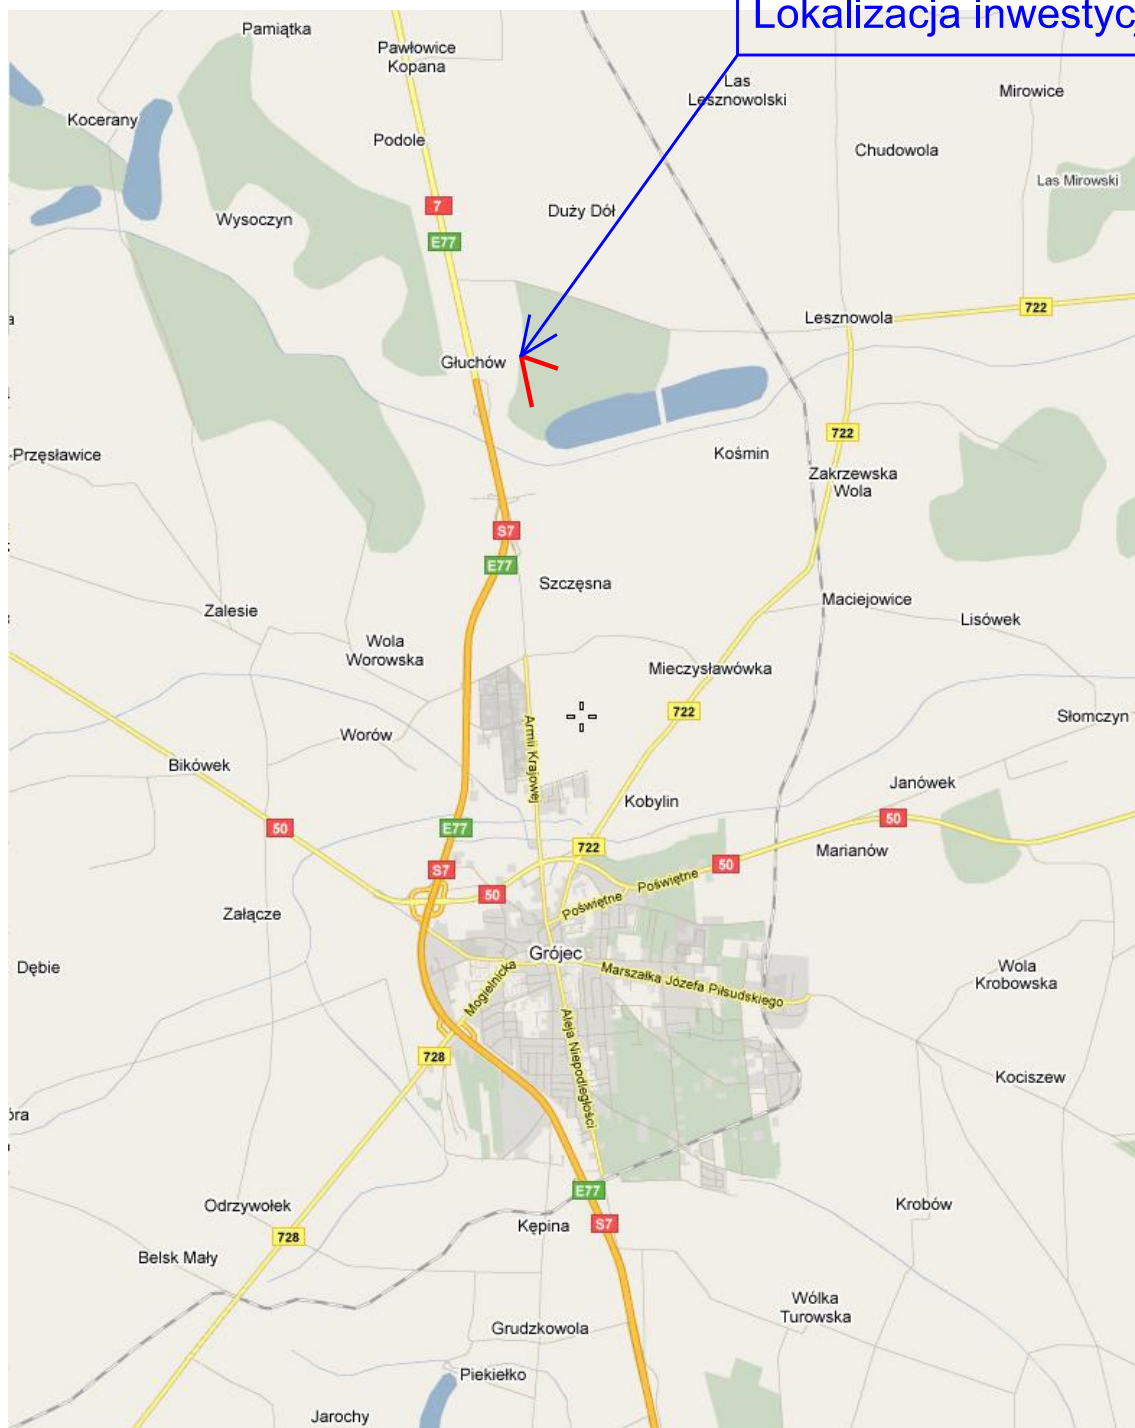 Lokalizacja inwestyc
Pamiątka
Pawłowice
Kopana
Las
Lesznowolski
Mirowice
Kocerany
Podole
Chudowola
Las Mirowski
7
Wysoczyn
Duży Dół
E77
722
Lesznowola
a
Głuchów
722
-Przęsławice
Kośmin
Zakrzewska
Wola
S7
E77
Szczęsna
Zalesie
Maciejowice
Lisówek
Wola
Worowska
Mieczysławówka
722
Słomczyn
Armii Krajowej
Worów
Bikówek
Janówek
Kobylin
50
E77
50
722
Marianów
S7
50
50
Poświętne
Poświętne
Załącze
Grójec
Dębie
Mogielnicka
Marszałka Józefa Piłsudskiego
Wola
Krobowska
Aleja Niepodległości
728
Kociszew
óra
E77
Odrzywołek
Krobów
S7
Kępina
728
Belsk Mały
Wólka
Turowska
Grudzkowola
Piekiełko
Jarochy